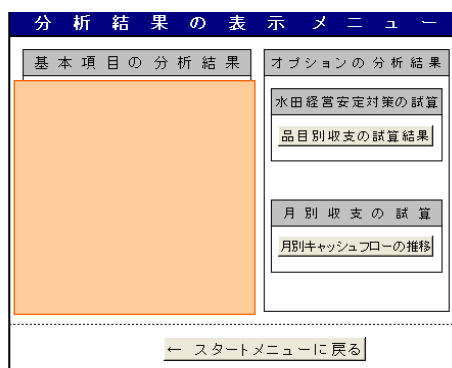 分析結果の表示メニュー
基本項目の分析結果
オプションの分析結果
水田経営安定対策の試算
品目別収支の試算結果
月別収支の試算
月別キャッシュフローの推移
← スタートメニューに戻る